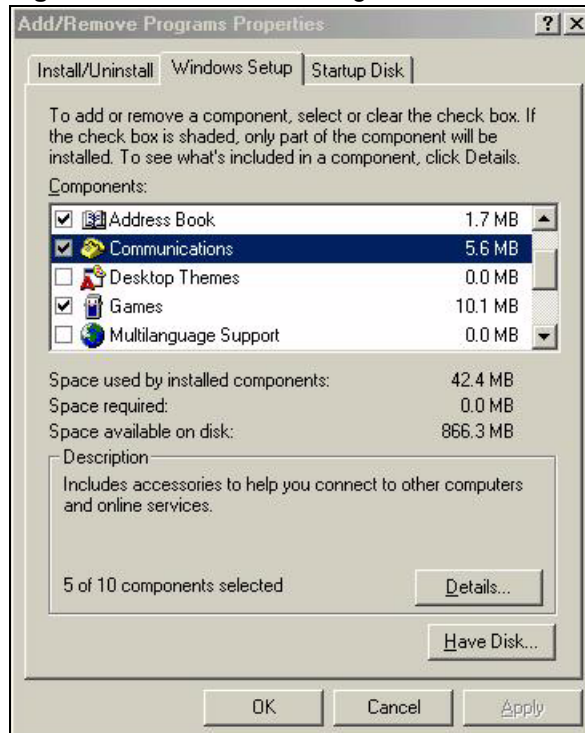 Add/Remove Programs Properties
Install/Uninstall Windows Setup Startup Disk
To add or remove a component, select or clear the check box. If
the check box is shaded, only part of the component will be
installed. To see what's included in a component, click Details.
Components:
Address Book 1.7 MB
Communications 5.6 MB
Desktop Themes 0.0 MB
Games 10.1 MB
Multilanguage Support 0.0 MB
Space used by installed components: 42.4 MB
Space required: 0.0 MB
Space available on disk: 866.3 MB
Description
Includes accessories to help you connect to other computers
and online services.
5 of 10 components selected
Details...
Have Disk...
OK Cancel Apply